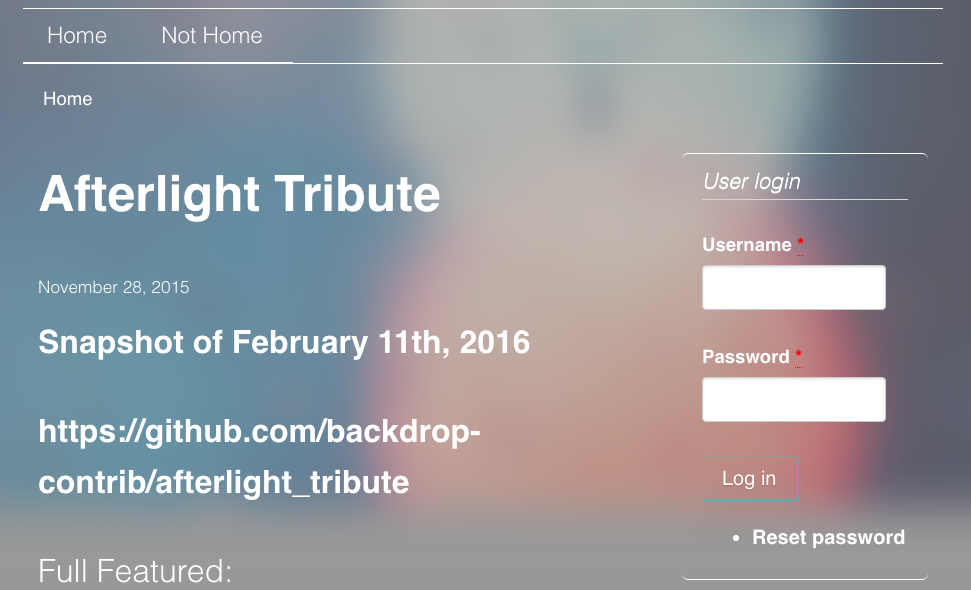 Home Not Home
Home
Afterlight Tribute
November 28, 2015
Snapshot of February 11th, 2016
https://github.com/backdrop-
contrib/afterlight_tribute
Full Featured:
User login
Username *
Password *
Log in
• Reset password